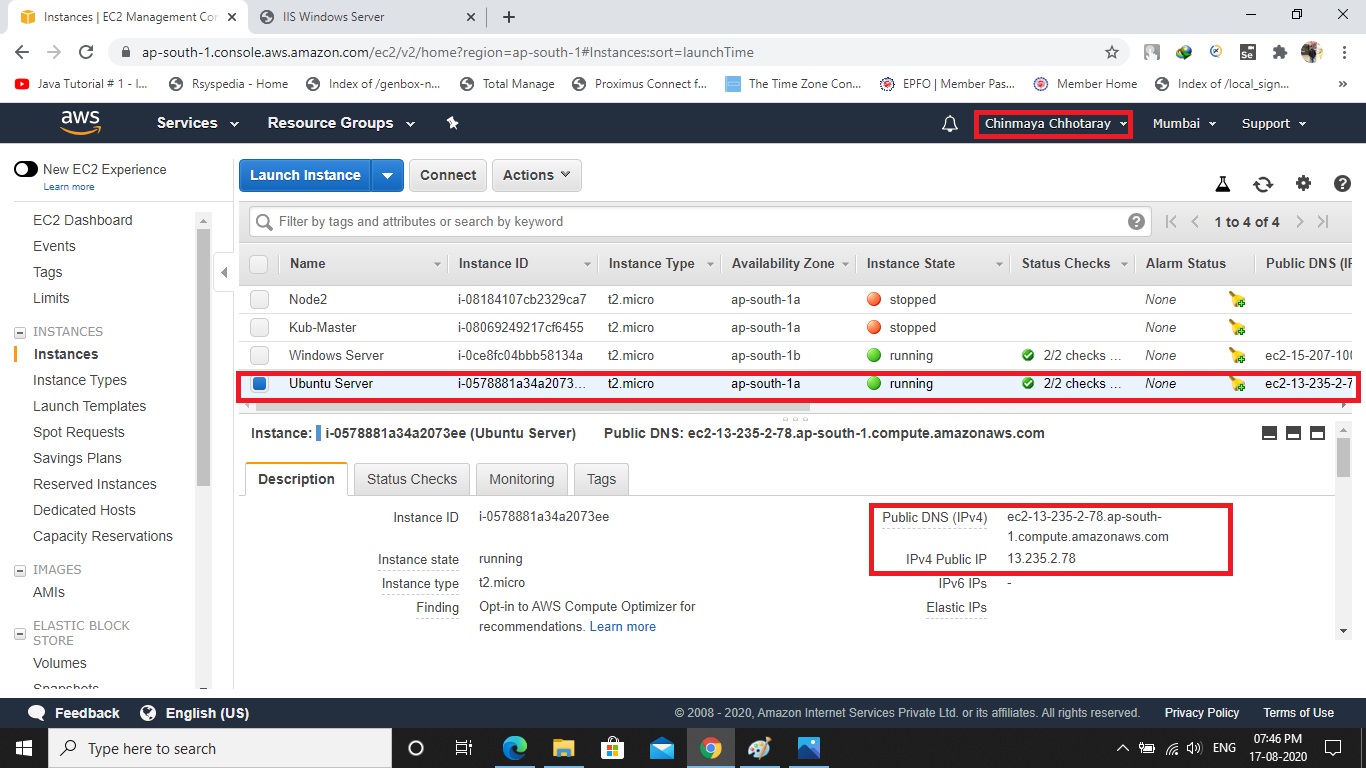 Instances | EC2 Management Con
IIS Windows Server
ap-south-1.console.aws.amazon.com/ec2/v2/home?region=ap-south-1#Instances:sort=launchTime
Java Tutorial # 1 - I... Rsyspedia - Home Index of /genbox-n... Total Manage Proximus Connect f... The Time Zone Con... EPFO | Member Pas... Member Home Index of /local_sign... »
aws Services Resource Groups Chinmaya Chhotaray Mumbai Support
New EC2 Experience
Learn more
EC2 Dashboard
Events
Tags
Limits
INSTANCES
Instances
Instance Types
Launch Templates
Spot Requests
Savings Plans
Reserved Instances
Dedicated Hosts
Capacity Reservations
IMAGES
AMIs
ELASTIC BLOCK
STORE
Volumes
Snapshots
Launch Instance Connect Actions
Filter by tags and attributes or search by keyword
1 to 4 of 4
Name Instance ID Instance Type Availability Zone Instance State Status Checks Alarm Status Public DNS (IP
Node2 i-08184107cb2329ca7 t2.micro ap-south-1a stopped None
Kub-Master i-08069249217cf6455 t2.micro ap-south-1a stopped None
Windows Server i-0ce8fc04bbb58134a t2.micro ap-south-1b running 2/2 checks ... None ec2-15-207-100
Ubuntu Server i-0578881a34a2073... t2.micro ap-south-1a running 2/2 checks ... None ec2-13-235-2-7
Instance: i-0578881a34a2073ee (Ubuntu Server) Public DNS: ec2-13-235-2-78.ap-south-1.compute.amazonaws.com
Description Status Checks Monitoring Tags
Instance ID i-0578881a34a2073ee
Instance state running
Instance type t2.micro
Finding Opt-in to AWS Compute Optimizer for
recommendations. Learn more
Public DNS (IPv4) ec2-13-235-2-78.ap-south-
1.compute.amazonaws.com
IPv4 Public IP 13.235.2.78
IPv6 IPs -
Elastic IPs
Feedback English (US) © 2008 - 2020, Amazon Internet Services Private Ltd. or its affiliates. All rights reserved. Privacy Policy Terms of Use
Type here to search
Se
ENG
07:46 PM
17-08-2020